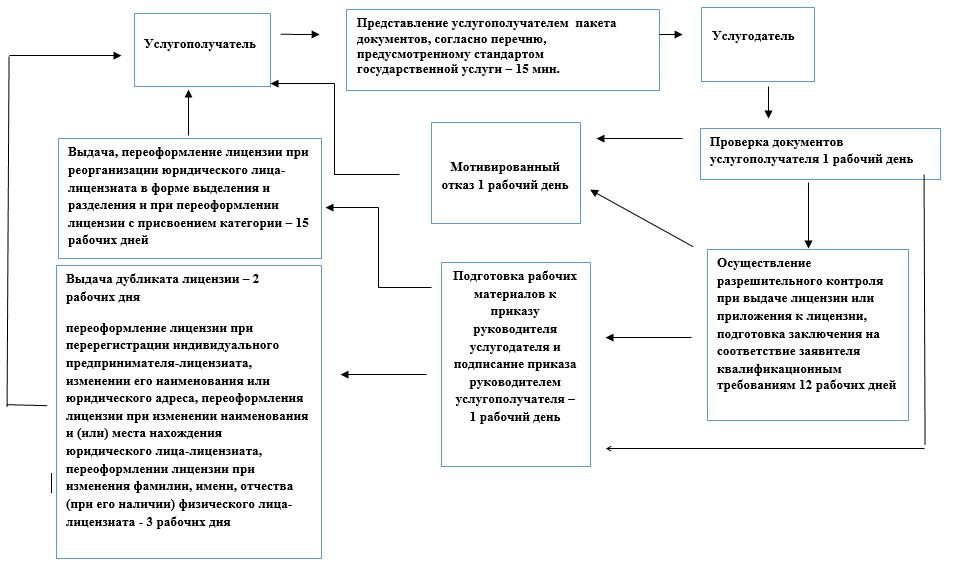 Услугополучатель
Представление услугополучателем пакета
документов, согласно перечню,
предусмотренному стандартом
государственной услуги – 15 мин.
Услугодатель
Проверка документов
услугополучателя 1 рабочий день
Мотивированный
отказ 1 рабочий день
Выдача, переоформление лицензии при
реорганизации юридического лица-
лицензиата в форме выделения и
разделения и при переоформлении
лицензии с присвоением категории – 15
рабочих дней
Осуществление
разрешительного контроля
при выдаче лицензии или
приложения к лицензии,
подготовка заключения на
соответствие заявителя
квалификационным
требованиям 12 рабочих дней
Подготовка рабочих
материалов к
приказу
руководителя
услугодателя и
подписание приказа
руководителем
услугополучателя –
1 рабочий день
Выдача дубликата лицензии – 2
рабочих дня
переоформление лицензии при
перерегистрации индивидуального
предпринимателя-лицензиата,
изменении его наименования или
юридического адреса, переоформления
лицензии при изменении наименования
и (или) места нахождения
юридического лица-лицензиата,
переоформлении лицензии при
изменения фамилии, имени, отчества
(при его наличии) физического лица-
лицензиата - 3 рабочих дня